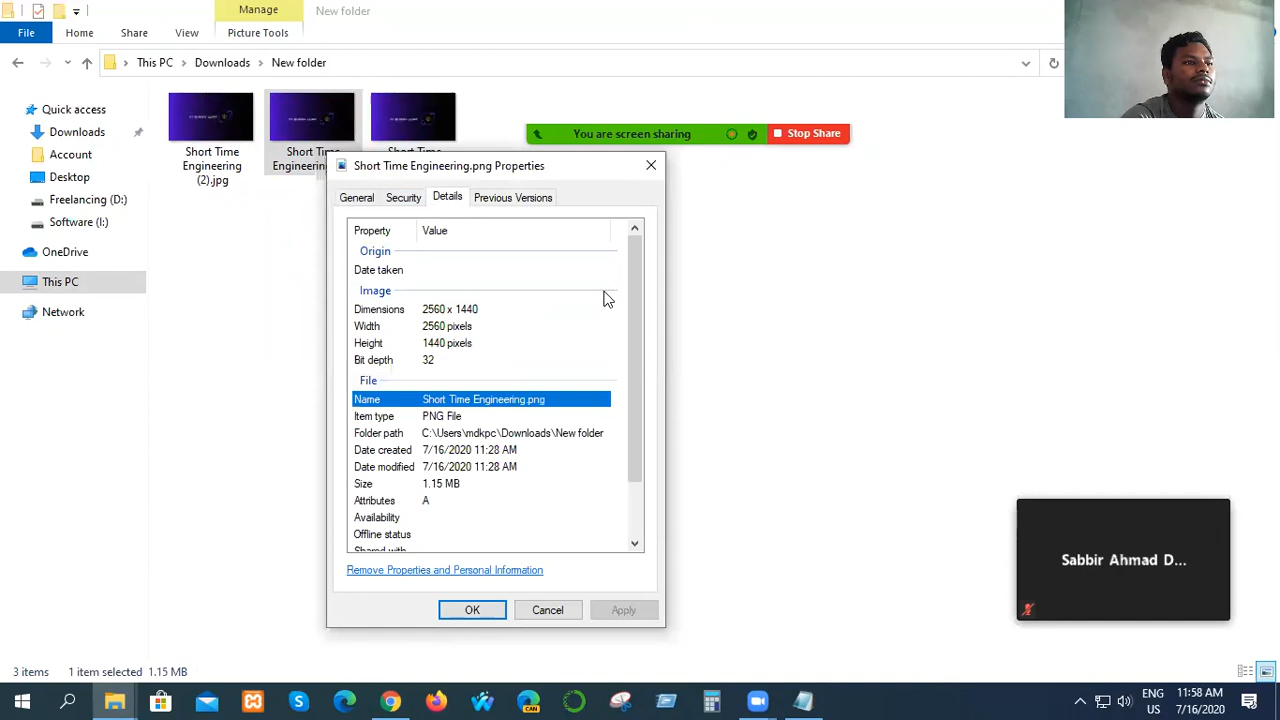 Manage
New folder
File
Home
Share
View
Picture Tools
This PC
Downloads
New folder
Quick access
Downloads
Account
Desktop
Freelancing (D:)
Software (I:)
OneDrive
This PC
Network
Short Time
Engineering
(2).jpg
Short Tim
Engineerin
Short Time
You are screen sharing
Stop Share
Short Time Engineering.png Properties
General
Security
Details
Previous Versions
Property Value
Origin
Date taken
Image
Dimensions 2560 x 1440
Width 2560 pixels
Height 1440 pixels
Bit depth 32
File
Name Short Time Engineering.png
Item type PNG File
Folder path C:\Users\mdkpc\Downloads\New folder
Date created 7/16/2020 11:28 AM
Date modified 7/16/2020 11:28 AM
Size 1.15 MB
Attributes A
Availability
Offline status
Shared with
Remove Properties and Personal Information
OK
Cancel
Apply
Sabbir Ahmad D...
3 items
1 item selected 1.15 MB
CAN
ENG
US
11:58 AM
7/16/2020